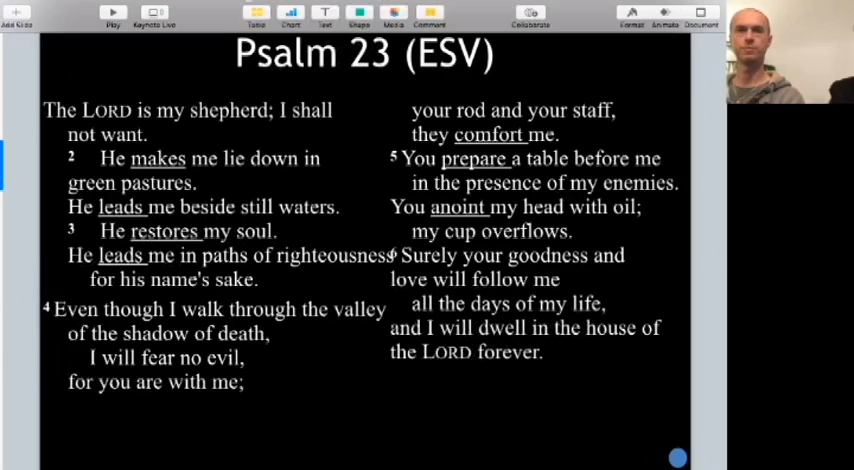 Add Slide
Play
Keynote Live
Table
Chart
Text
Shape
Media
Comment
Collaborate
Format
Animate
Document
Psalm 23 (ESV)
The LORD is my shepherd; I shall
not want.
2 He makes me lie down in
green pastures.
He leads me beside still waters.
3 He restores my soul.
He leads me in paths of righteousness
for his name's sake.
4 Even though I walk through the valley
of the shadow of death,
I will fear no evil,
for you are with me;
your rod and your staff,
they comfort me.
5 You prepare a table before me
in the presence of my enemies.
You anoint my head with oil;
my cup overflows.
6 Surely your goodness and
love will follow me
all the days of my life,
and I will dwell in the house of
the LORD forever.